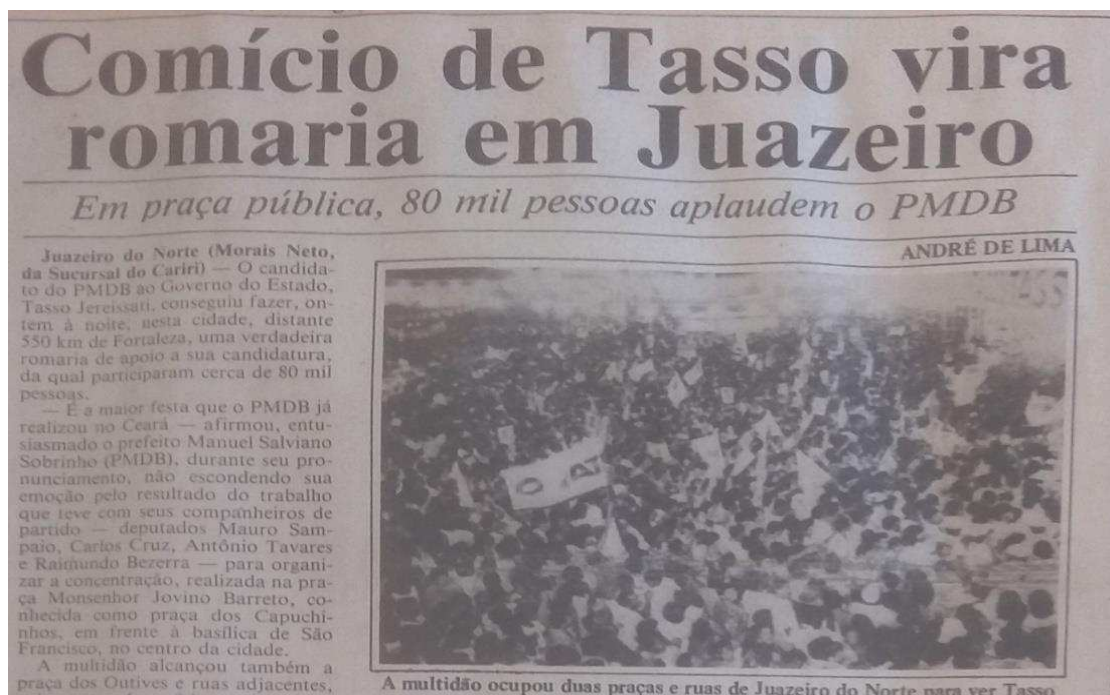 Comício de Tasso vira
romaria em Juazeiro
Em praça pública, 80 mil pessoas aplaudem o PMDB
Juazeiro do Norte (Morais Neto,
da Sucursal do Cariri) — O candida-
to do PMDB ao Governo do Estado,
Tasso Jereissati, conseguiu fazer, on-
tem à noite, nesta cidade, distante
550 km de Fortaleza, uma verdadeira
romaria de apoio a sua candidatura,
da qual participaram cerca de 80 mil
pessoas.
— É a maior festa que o PMDB já
realizou no Ceará — afirmou, entu-
siasmado o prefeito Manuel Salviano
Sobrinho (PMDB), durante seu pro-
nunciamento, não escondendo sua
emoção pelo resultado do trabalho
que teve com seus companheiros de
partido — deputados Mauro Sam-
paio, Carlos Cruz, Antônio Tavares
e Raimundo Bezerra — para organi-
zar a concentração, realizada na pra-
ça Monsenhor Jovino Barreto, co-
nhecida como praça dos Capuchi-
nhos, em frente à basílica de São
Francisco, no centro da cidade.
A multidão alcançou também a
praça dos Outives e ruas adjacentes,
ANDRÉ DE LIMA
A multidão ocupou duas praças e ruas de Juazeiro do Norte para ver Tasso